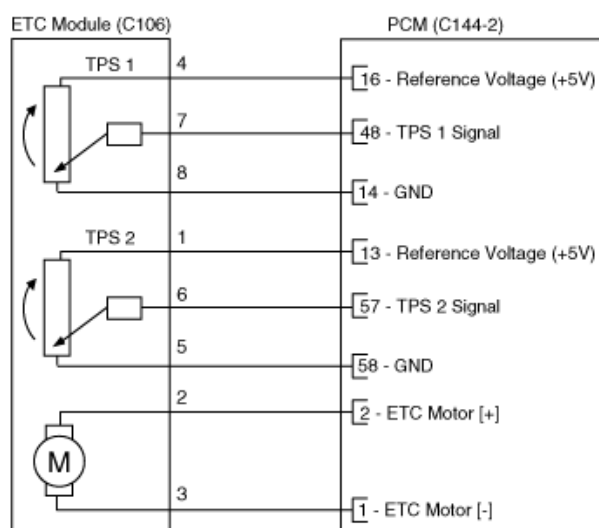 ETC Module (C106) PCM (C144-2)
TPS 1 4 16 - Reference Voltage (+5V)
7 48 - TPS 1 Signal
8 14 - GND
TPS 2 1 13 - Reference Voltage (+5V)
6 57 - TPS 2 Signal
5 58 - GND
2 2 - ETC Motor [+]
M
3 1 - ETC Motor [-]